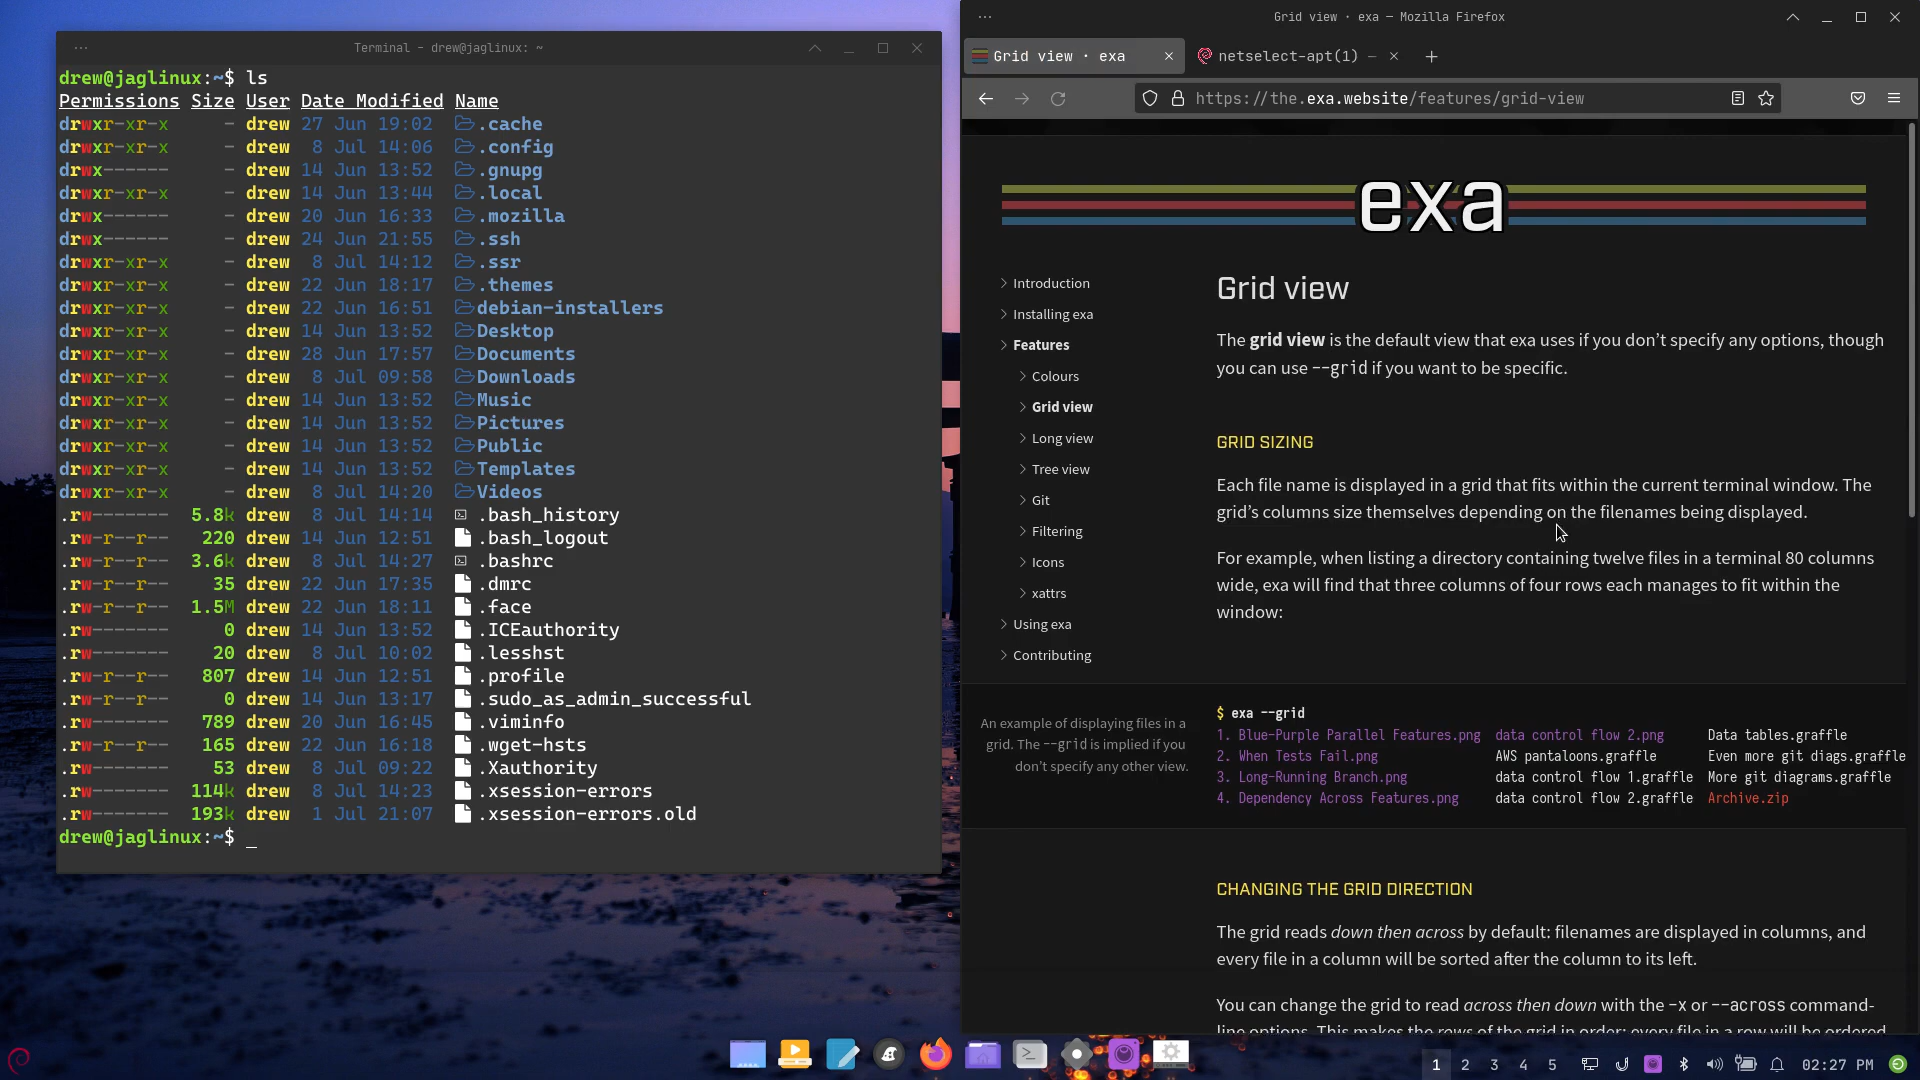 Terminal - drew@jaglinux: ~
drew@jaglinux:~$ ls
Permissions Size User Date Modified Name
drwxr-xr-x - drew 27 Jun 19:02 .cache
drwxr-xr-x - drew 8 Jul 14:06 .config
drwx------ - drew 14 Jun 13:52 .gnupg
drwxr-xr-x - drew 14 Jun 13:44 .local
drwx------ - drew 20 Jun 16:33 .mozilla
drwx------ - drew 24 Jun 21:55 .ssh
drwxr-xr-x - drew 8 Jul 14:12 .ssr
drwxr-xr-x - drew 22 Jun 18:17 .themes
drwxr-xr-x - drew 22 Jun 16:51 debian-installers
drwxr-xr-x - drew 14 Jun 13:52 Desktop
drwxr-xr-x - drew 28 Jun 17:57 Documents
drwxr-xr-x - drew 8 Jul 09:58 Downloads
drwxr-xr-x - drew 14 Jun 13:52 Music
drwxr-xr-x - drew 14 Jun 13:52 Pictures
drwxr-xr-x - drew 14 Jun 13:52 Public
drwxr-xr-x - drew 14 Jun 13:52 Templates
drwxr-xr-x - drew 8 Jul 14:20 Videos
.rw------- 5.8k drew 8 Jul 14:14 .bash_history
.rw-r--r-- 220 drew 14 Jun 12:51 .bash_logout
.rw-r--r-- 3.6k drew 8 Jul 14:27 .bashrc
.rw-r--r-- 35 drew 22 Jun 17:35 .dmrc
.rw-r--r-- 1.5M drew 22 Jun 18:11 .face
.rw------- 0 drew 14 Jun 13:52 .ICEauthority
.rw------- 20 drew 8 Jul 10:02 .lesshst
.rw-r--r-- 807 drew 14 Jun 12:51 .profile
.rw-r--r-- 0 drew 14 Jun 13:17 .sudo_as_admin_successful
.rw------- 789 drew 20 Jun 16:45 .viminfo
.rw-r--r-- 165 drew 22 Jun 16:18 .wget-hsts
.rw------- 53 drew 8 Jul 09:22 .Xauthority
.rw------- 114k drew 8 Jul 14:23 .xsession-errors
.rw------- 193k drew 1 Jul 21:07 .xsession-errors.old
drew@jaglinux:~$ _
Grid view · exa — Mozilla Firefox
Grid view · exa
netselect-apt(1) —
https://the.exa.website/features/grid-view
exa
Introduction
Installing exa
Features
Colours
Grid view
Long view
Tree view
Git
Filtering
Icons
xattrs
Using exa
Contributing
Grid view
The grid view is the default view that exa uses if you don’t specify any options, though
you can use --grid if you want to be specific.
GRID SIZING
Each file name is displayed in a grid that fits within the current terminal window. The
grid’s columns size themselves depending on the filenames being displayed.
For example, when listing a directory containing twelve files in a terminal 80 columns
wide, exa will find that three columns of four rows each manages to fit within the
window:
An example of displaying files in a
grid. The --grid is implied if you
don’t specify any other view.
$ exa --grid
1. Blue-Purple Parallel Features.png data control flow 2.png Data tables.graffle
2. When Tests Fail.png AWS pantaloons.graffle Even more git diags.graffle
3. Long-Running Branch.png data control flow 1.graffle More git diagrams.graffle
4. Dependency Across Features.png data control flow 2.graffle Archive.zip
CHANGING THE GRID DIRECTION
The grid reads down then across by default: filenames are displayed in columns, and
every file in a column will be sorted after the column to its left.
You can change the grid to read across then down with the -x or --across command-
line options. This makes the rows of the grid in order: every file in a row will be ordered
1 2 3 4 5 02:27 PM